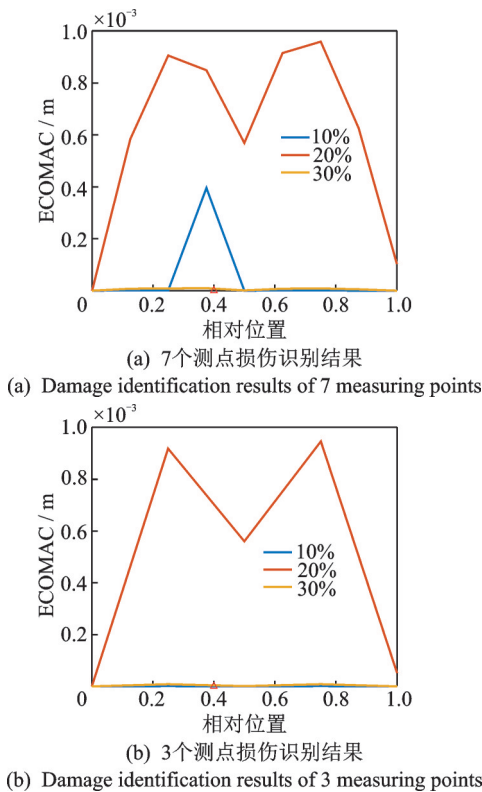 ×10⁻³
1.0
0.8
0.6
0.4
0.2
ECOMAC / m
10%
20%
30%
0 0.2 0.4 0.6 0.8 1.0
相对位置
(a) 7个测点损伤识别结果
(a) Damage identification results of 7 measuring points
×10⁻³
1.0
0.8
0.6
0.4
0.2
ECOMAC / m
10%
20%
30%
0 0.2 0.4 0.6 0.8 1.0
相对位置
(b) 3个测点损伤识别结果
(b) Damage identification results of 3 measuring points